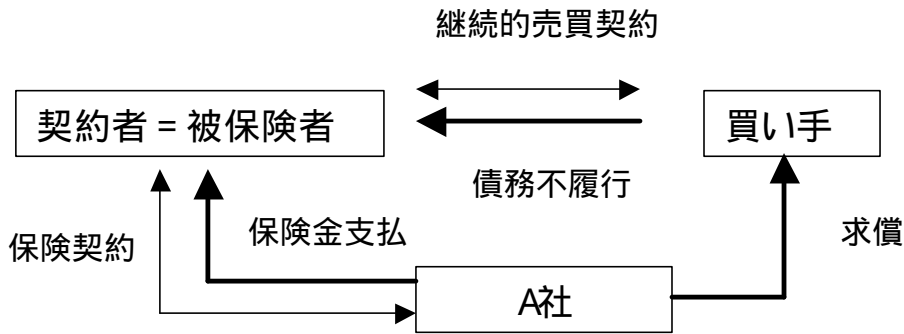 継続的売買契約
契約者 = 被保険者
買い手
債務不履行
保険契約
保険金支払
求償
A社